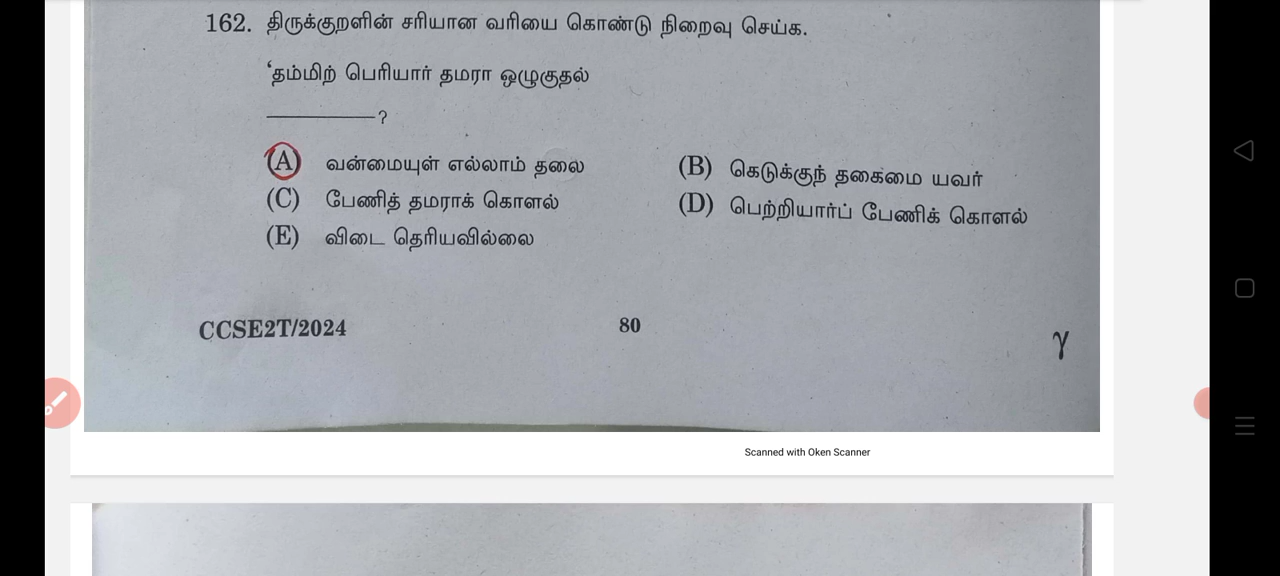 162. திருக்குறளின் சரியான வரியை கொண்டு நிறைவு செய்க.
‘தம்மிற் பெரியார் தமரா ஒழுகுதல்
————?
(A) வன்மையுள் எல்லாம் தலை (B) கெடுக்குந் தகைமை யவர்
(C) பேணித் தமராக் கொளல் (D) பெற்றியார்ப் பேணிக் கொளல்
(E) விடை தெரியவில்லை
CCSE2T/2024 80 γ
Scanned with Oken Scanner